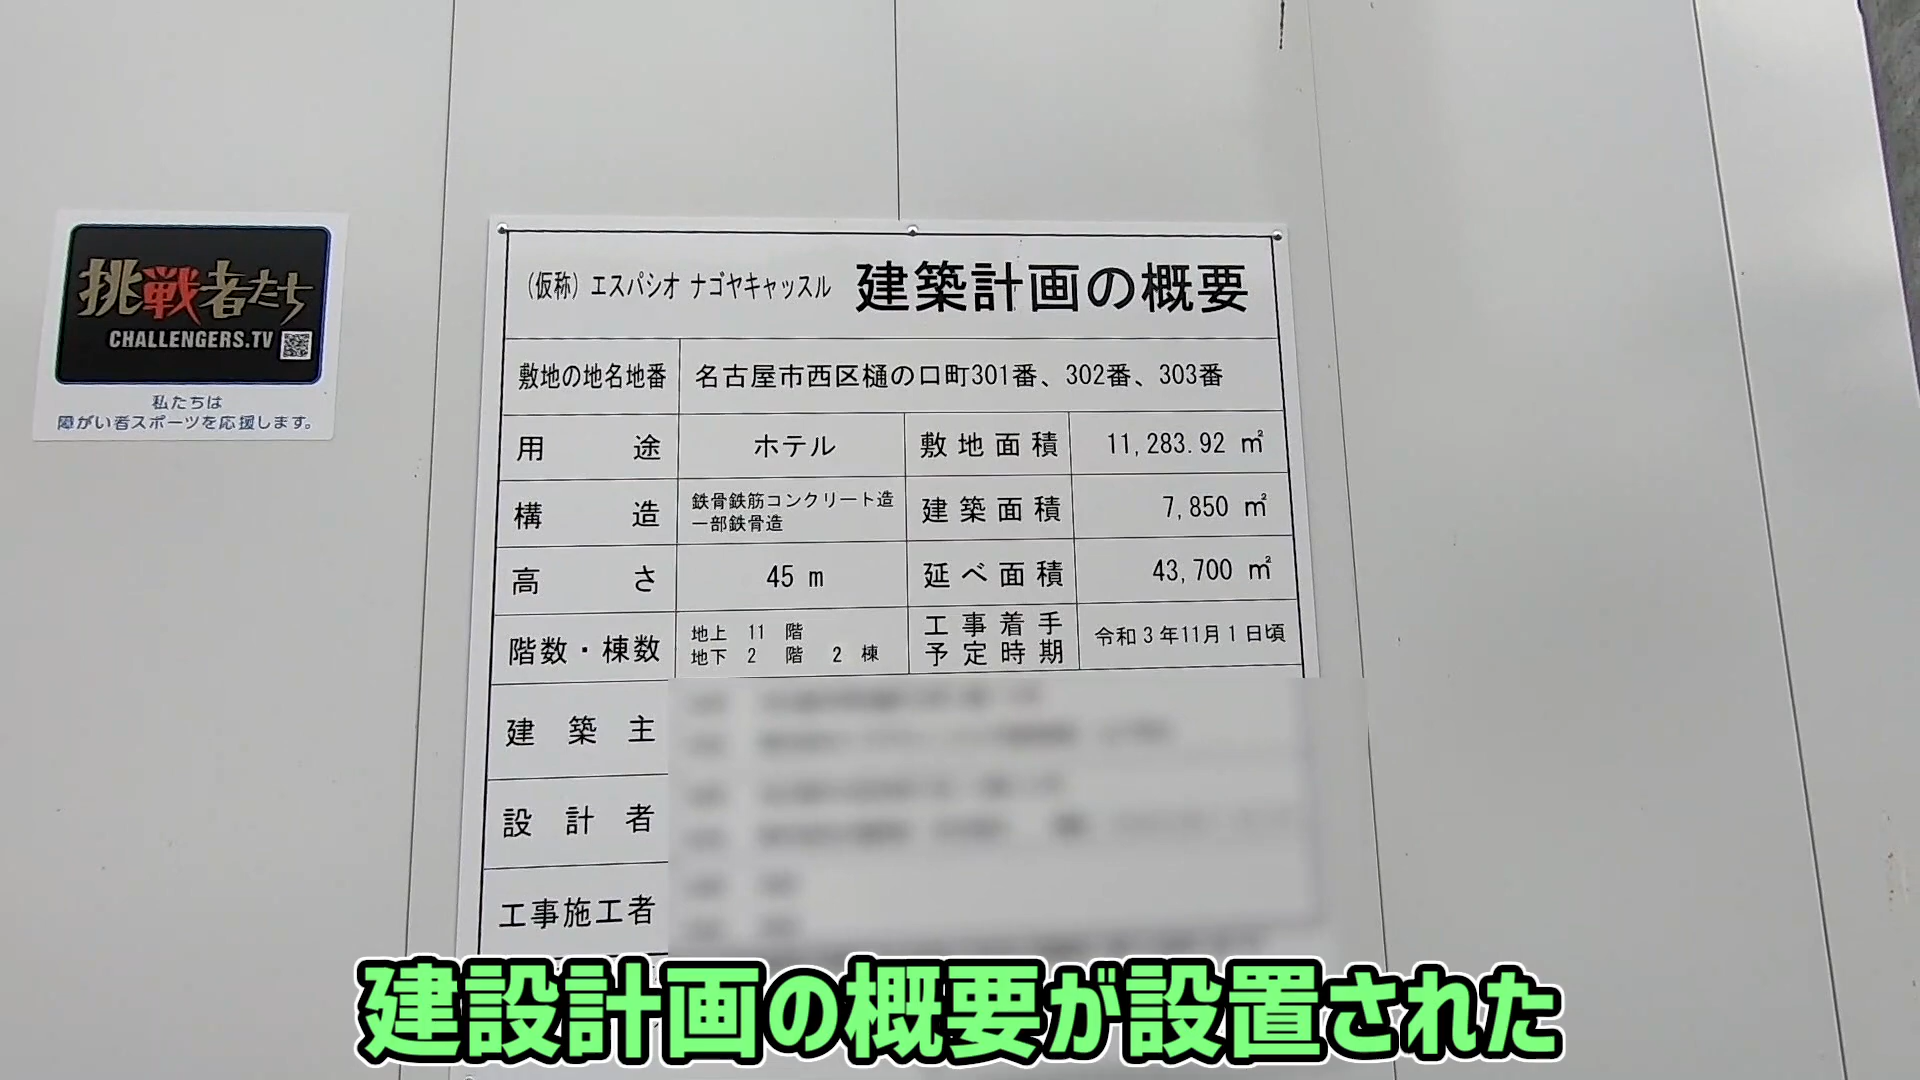 挑戦者たち
CHALLENGERS.TV
私たちは
障がい者スポーツを応援します。
(仮称) エスパシオ ナゴヤキャッスル 建築計画の概要
敷地の地名地番 名古屋市西区樋の口町301番、302番、303番
用途 ホテル 敷地面積 11,283.92 ㎡
構造 鉄骨鉄筋コンクリート造 一部鉄骨造 建築面積 7,850 ㎡
高さ 45 m 延べ面積 43,700 ㎡
階数・棟数 地上 11 階 地下 2 階 2 棟 工事着手予定時期 令和3年11月1日頃
建築主
設計者
工事施工者
建設計画の概要が設置された